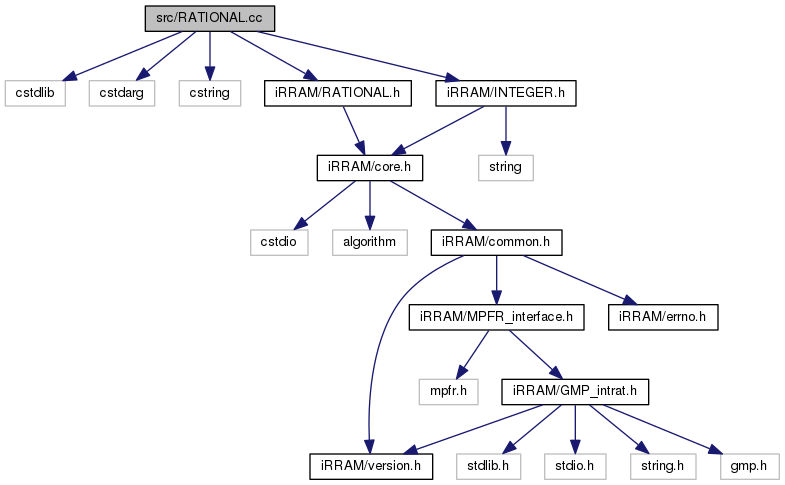 src/RATIONAL.cc
cstdlib
cstdarg
cstring
iRRAM/RATIONAL.h
iRRAM/INTEGER.h
iRRAM/core.h
string
cstdio
algorithm
iRRAM/common.h
iRRAM/MPFR_interface.h
iRRAM/errno.h
mpfr.h
iRRAM/GMP_intrat.h
iRRAM/version.h
stdlib.h
stdio.h
string.h
gmp.h